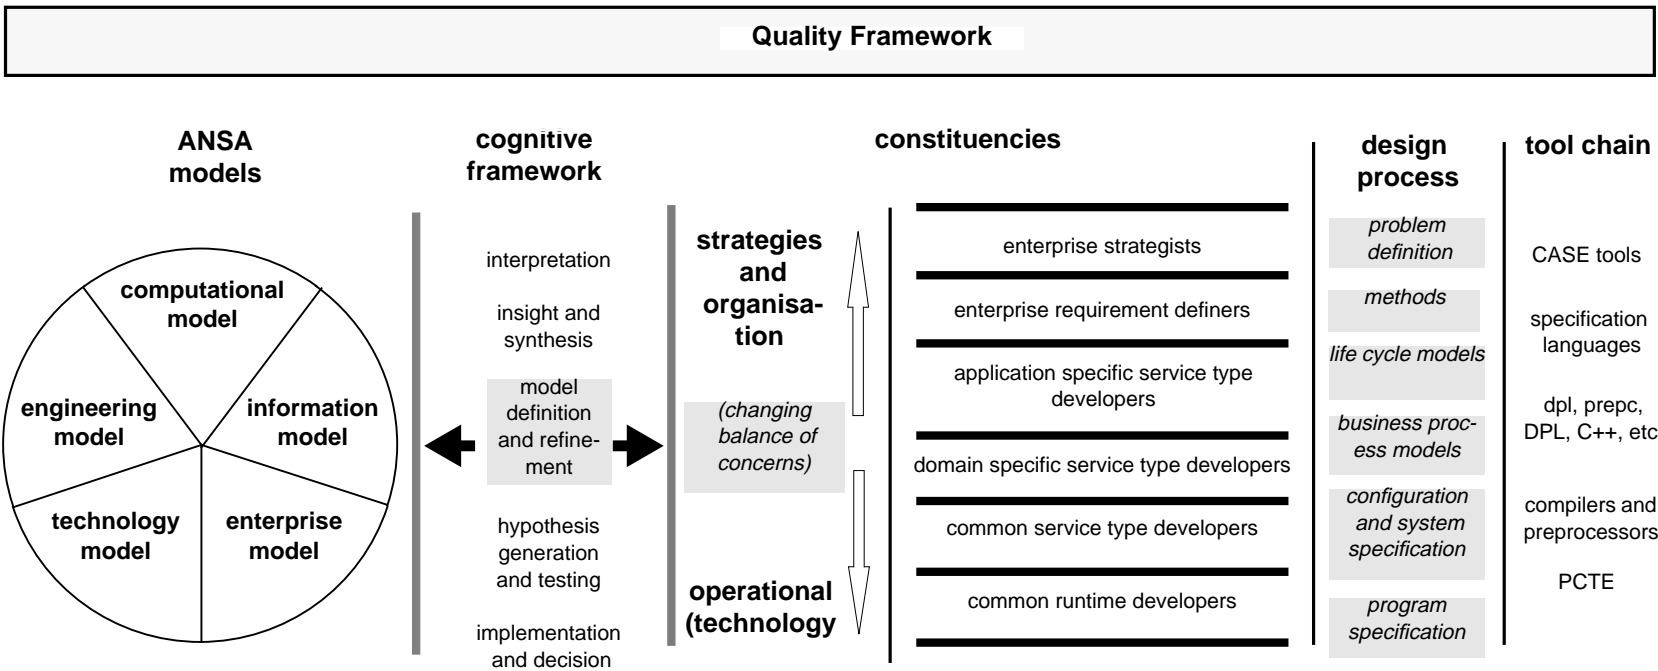 Quality Framework
ANSA
models
computational
model
engineering
model
information
model
technology
model
enterprise
model
cognitive
framework
interpretation
insight and
synthesis
model
definition
and refine-
ment
hypothesis
generation
and testing
implementation
and decision
constituencies
strategies
and
organisa-
tion
(changing
balance of
concerns)
operational
(technology
enterprise strategists
enterprise requirement definers
application specific service type
developers
domain specific service type developers
common service type developers
common runtime developers
design
process
problem
definition
methods
life cycle models
business proc-
ess models
configuration
and system
specification
program
specification
tool chain
CASE tools
specification
languages
dpl, prepc,
DPL, C++, etc
compilers and
preprocessors
PCTE